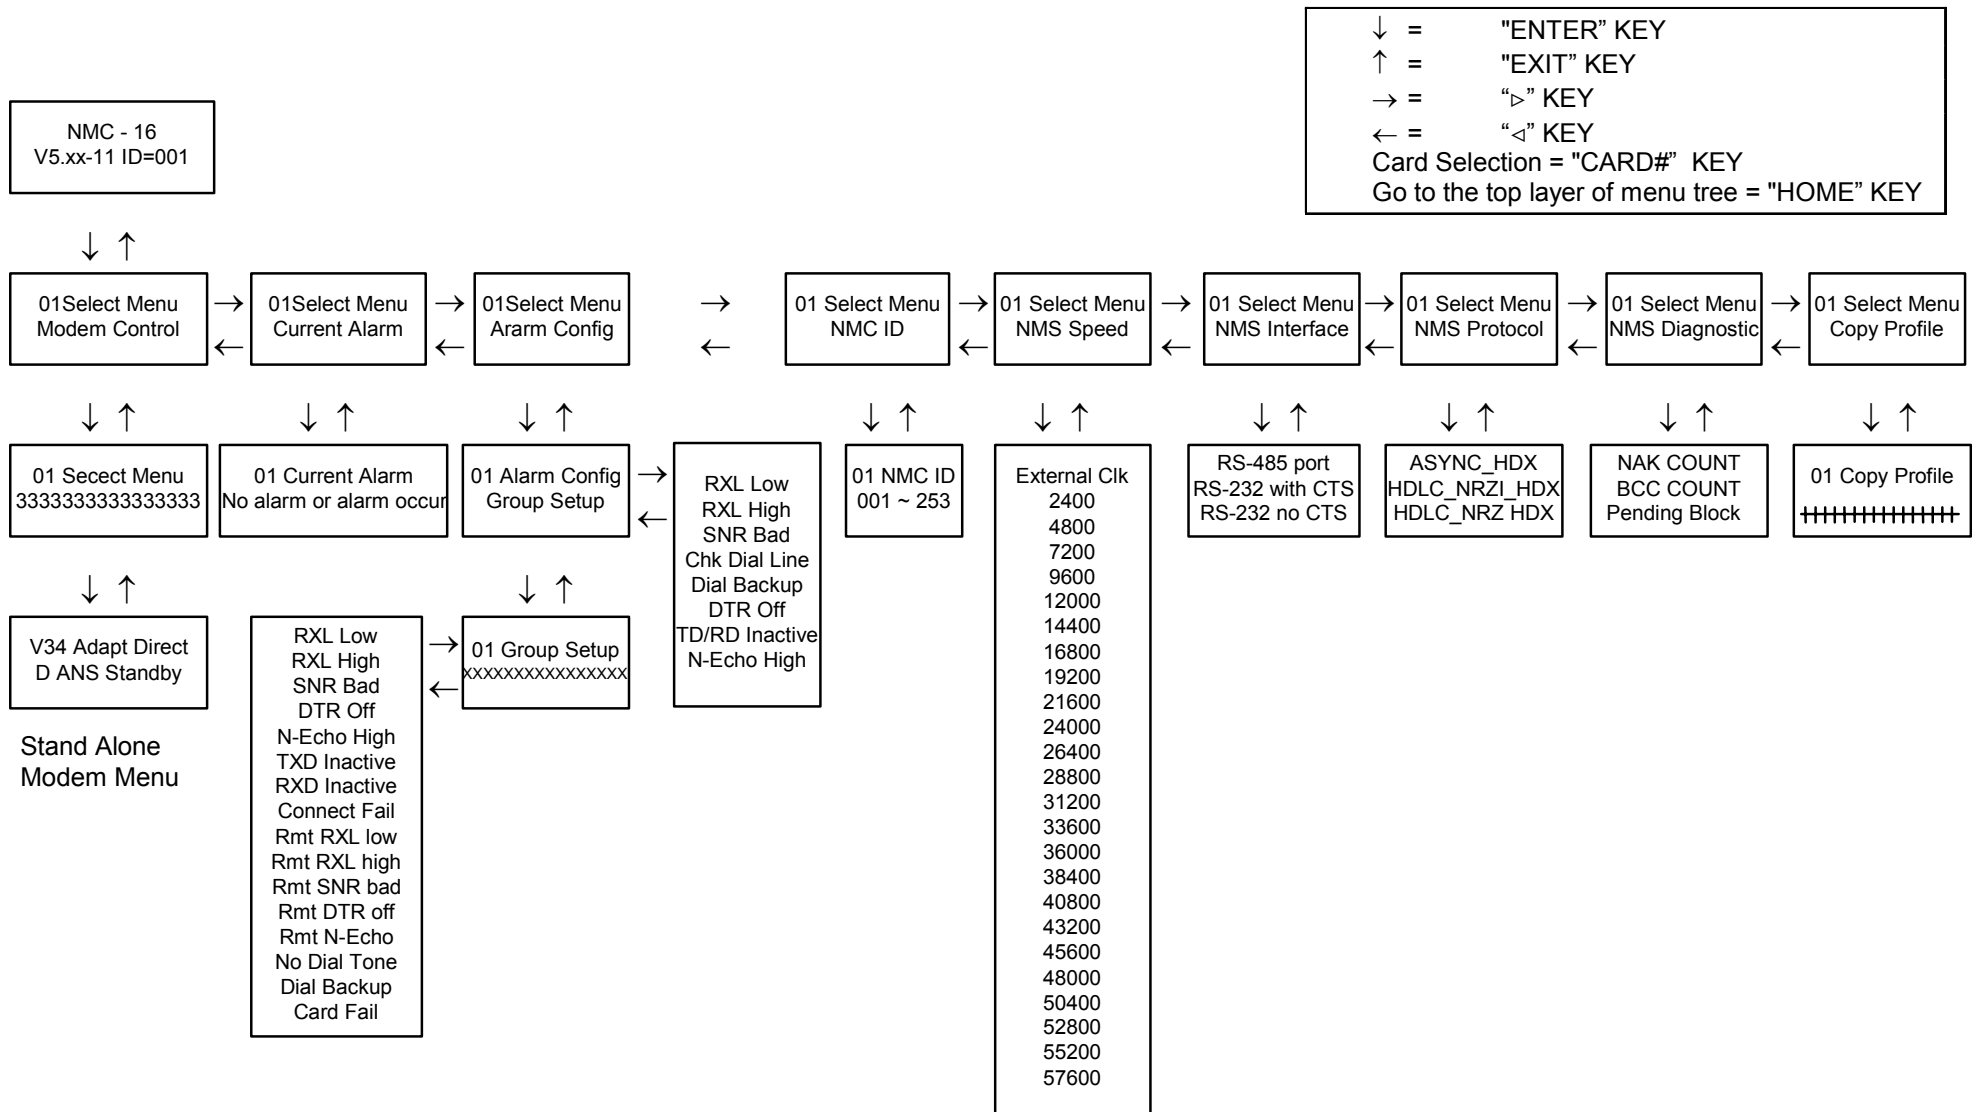 ↓ = "ENTER” KEY
↑ = "EXIT” KEY
→ = “▹” KEY
← = “◃” KEY
Card Selection = "CARD#” KEY
Go to the top layer of menu tree = "HOME” KEY
NMC - 16
V5.xx-11 ID=001
↓ ↑
01Select Menu
Modem Control
→
←
01Select Menu
Current Alarm
→
←
01Select Menu
Ararm Config
→
←
01 Select Menu
NMC ID
→
←
01 Select Menu
NMS Speed
→
←
01 Select Menu
NMS Interface
→
←
01 Select Menu
NMS Protocol
→
←
01 Select Menu
NMS Diagnostic
→
←
01 Select Menu
Copy Profile
↓ ↑
↓ ↑
↓ ↑
↓ ↑
↓ ↑
↓ ↑
↓ ↑
↓ ↑
↓ ↑
01 Secect Menu
3333333333333333
01 Current Alarm
No alarm or alarm occur
01 Alarm Config
Group Setup
→
←
RXL Low
RXL High
SNR Bad
Chk Dial Line
Dial Backup
DTR Off
TD/RD Inactive
N-Echo High
01 NMC ID
001 ~ 253
External Clk
2400
4800
7200
9600
12000
14400
16800
19200
21600
24000
26400
28800
31200
33600
36000
38400
40800
43200
45600
48000
50400
52800
55200
57600
RS-485 port
RS-232 with CTS
RS-232 no CTS
ASYNC_HDX
HDLC_NRZI_HDX
HDLC_NRZ HDX
NAK COUNT
BCC COUNT
Pending Block
01 Copy Profile
↓ ↑
↓ ↑
V34 Adapt Direct
D ANS Standby
Stand Alone
Modem Menu
RXL Low
RXL High
SNR Bad
DTR Off
N-Echo High
TXD Inactive
RXD Inactive
Connect Fail
Rmt RXL low
Rmt RXL high
Rmt SNR bad
Rmt DTR off
Rmt N-Echo
No Dial Tone
Dial Backup
Card Fail
→
←
01 Group Setup
xxxxxxxxxxxxxxxx